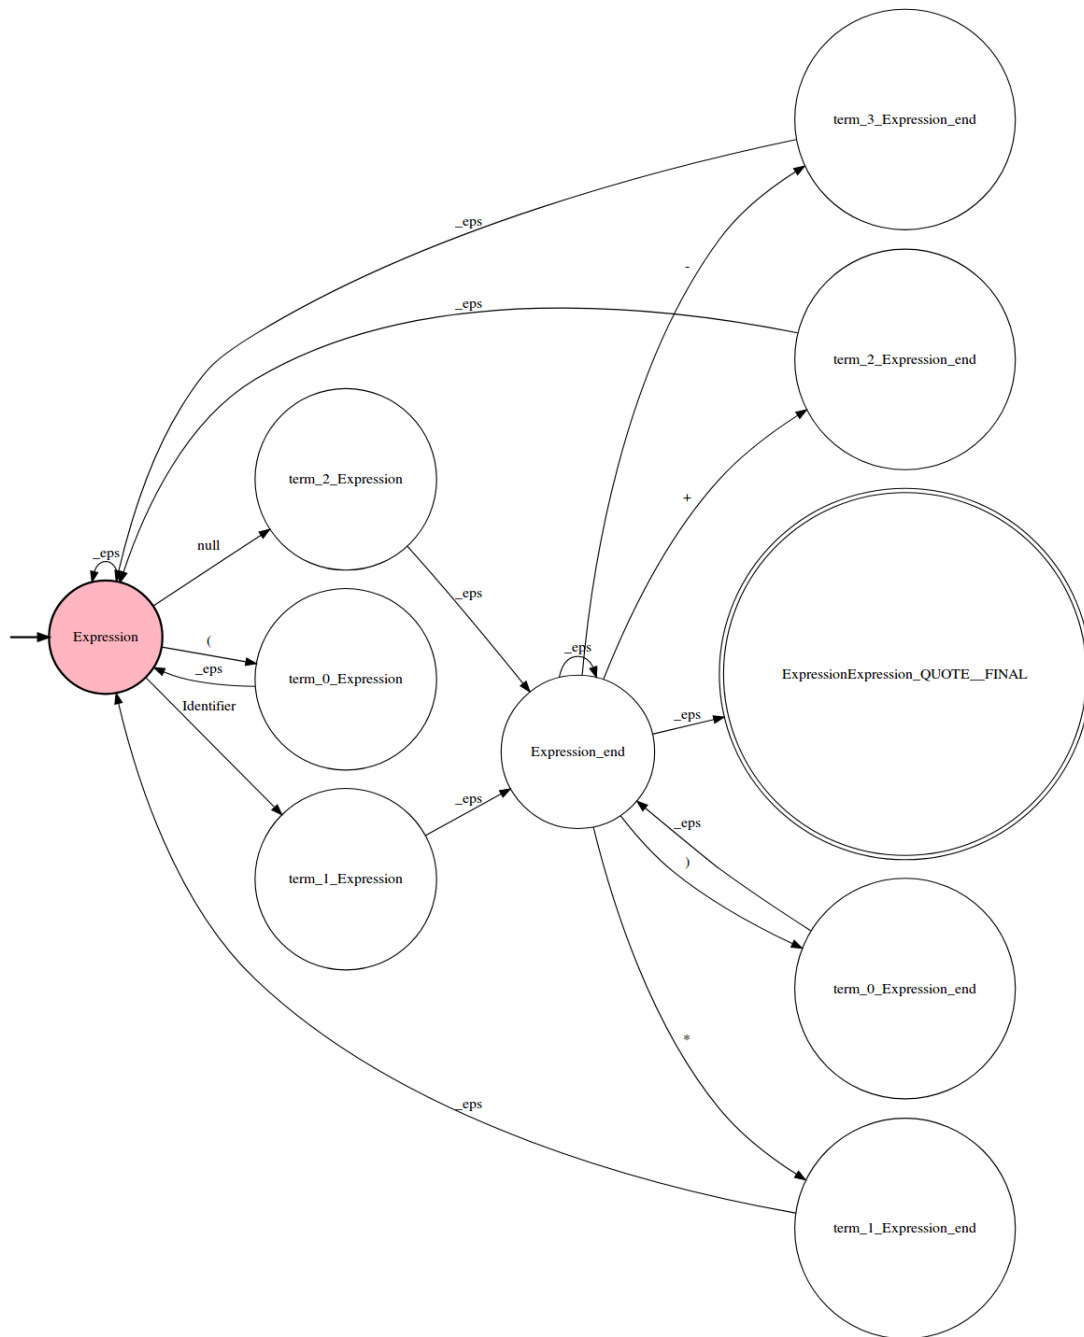 term_3_Expression_end
_eps
-
term_2_Expression_end
_eps
+
term_2_Expression
null
_eps
_eps
Expression
(
_eps
term_0_Expression
Identifier
_eps
ExpressionExpression_QUOTE__FINAL
_eps
Expression_end
_eps
_eps
)
term_1_Expression
term_0_Expression_end
*
_eps
term_1_Expression_end